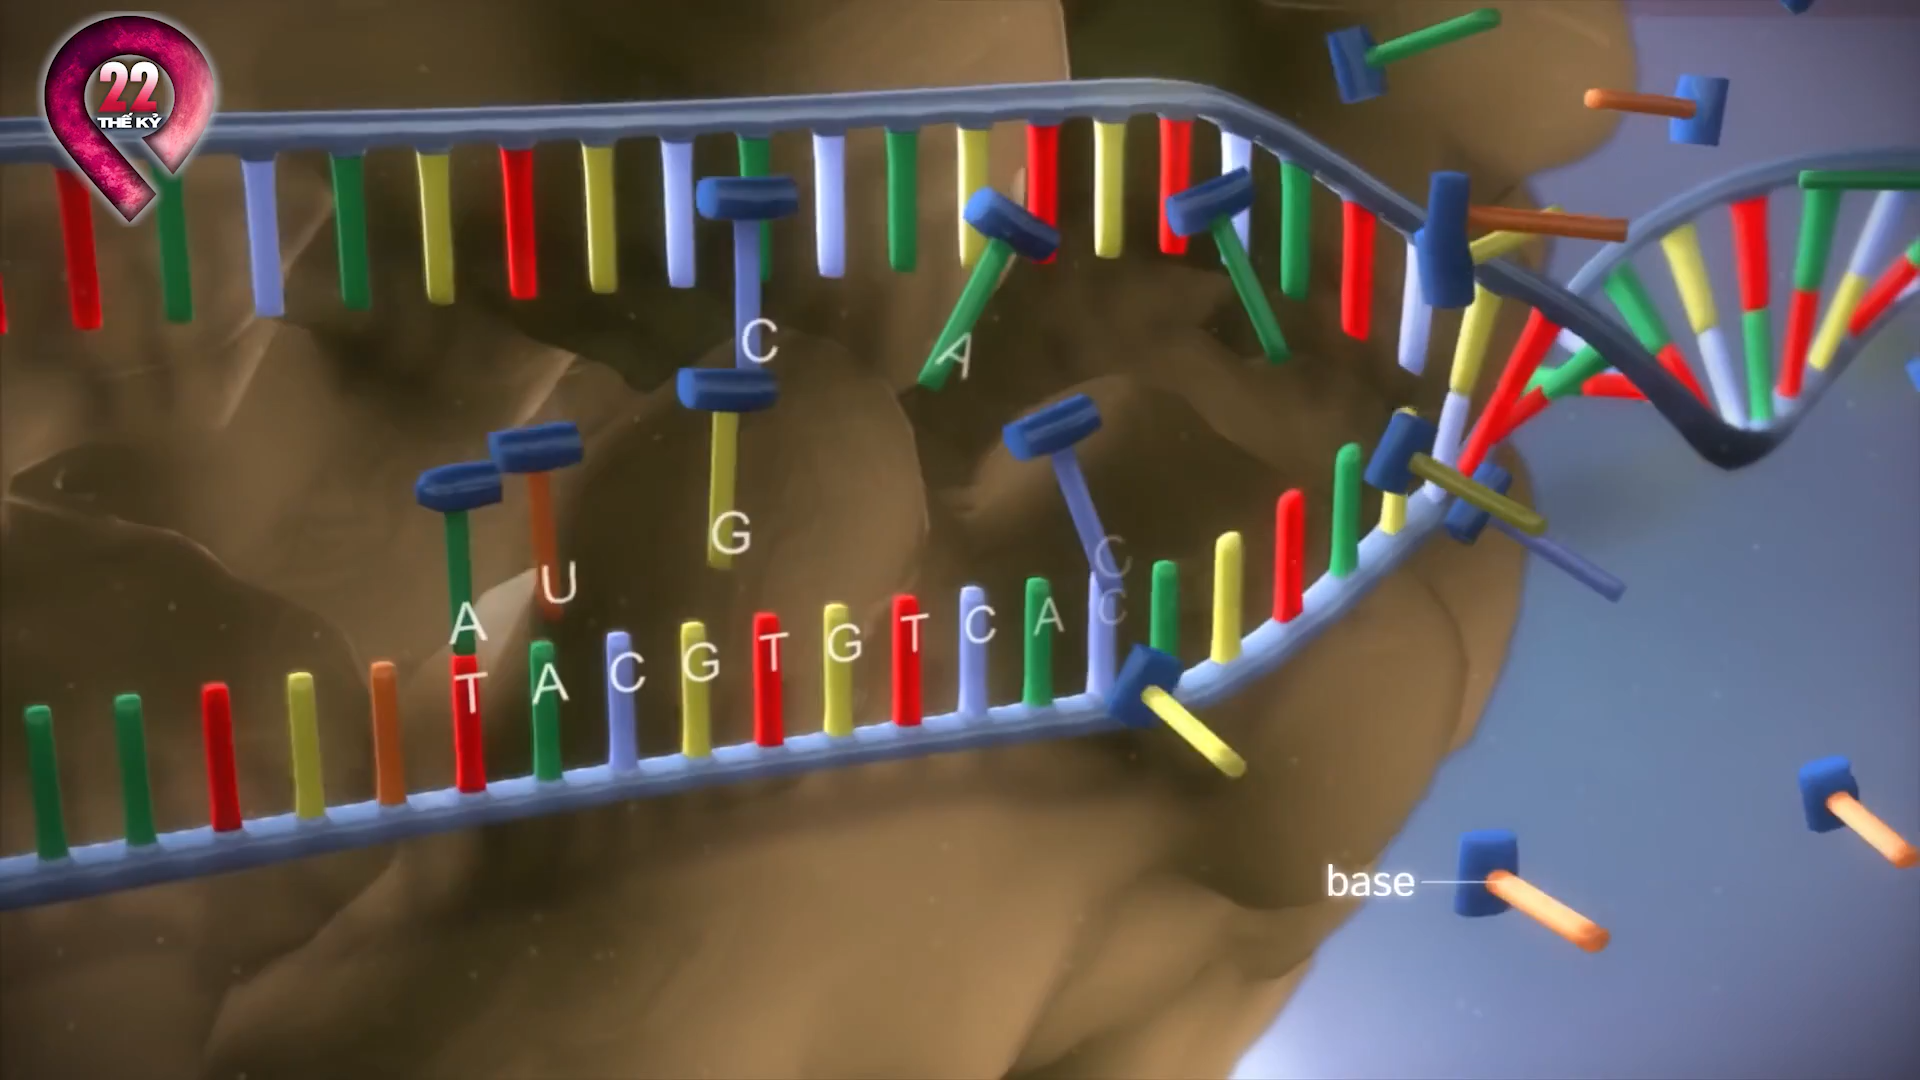 22
THẾ KỶ
C
A
G
U
A
T A C G T G T C A C
C
base